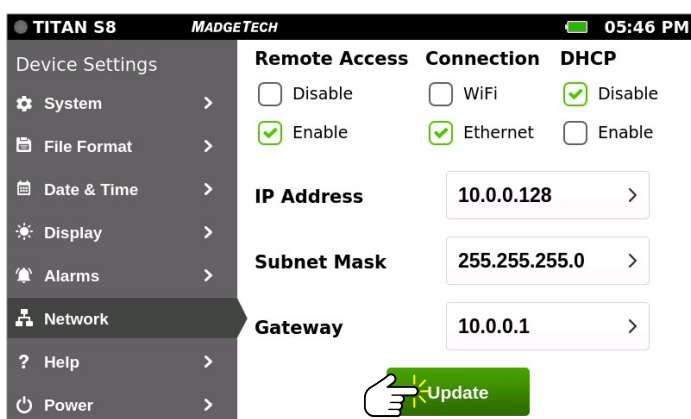 TITAN S8 MADGETECH 05:46 PM
Device Settings
System
File Format
Date & Time
Display
Alarms
Network
? Help
Power
Remote Access Connection DHCP
Disable WiFi Disable
Enable Ethernet Enable
IP Address 10.0.0.128
Subnet Mask 255.255.255.0
Gateway 10.0.0.1
Update